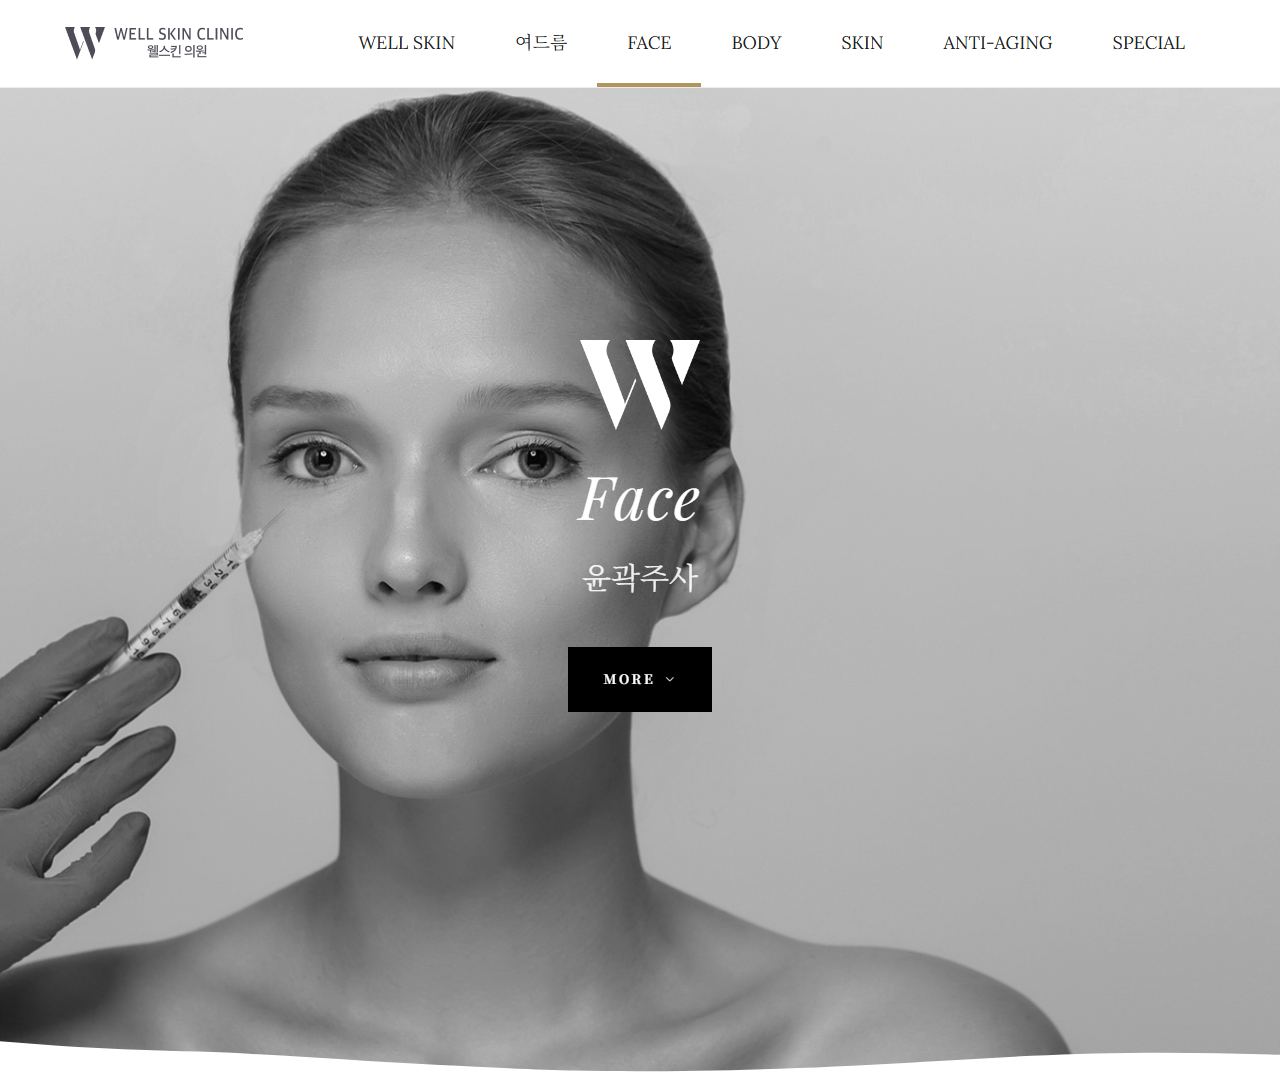 WELL SKIN CLINIC
웰스킨 의원
WELL SKIN
여드름
FACE
BODY
SKIN
ANTI-AGING
SPECIAL
W
Face
윤곽주사
MORE